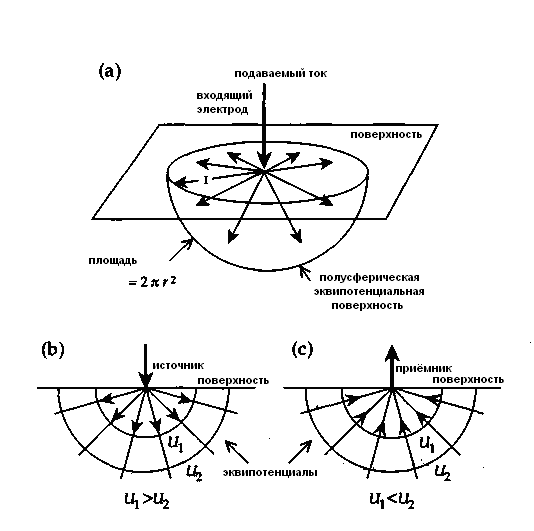 (a)
подаваемый ток
входящий
электрод
поверхность
I
площадь
= 2 π r²
полусферическая
эквипотенциальная
поверхность
(b)
источник
поверхность
u₁
u₂
u₁>u₂
(c)
приёмник
поверхность
u₁
u₂
эквипотенциалы
u₁<u₂